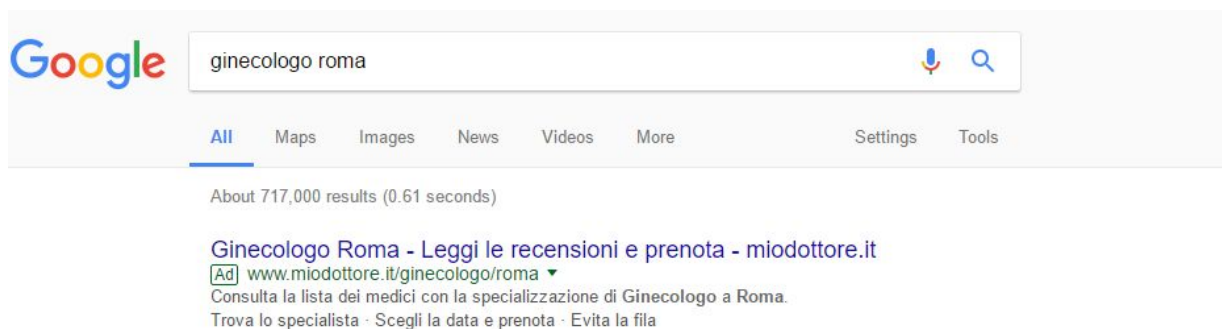 Google ginecologo roma
All Maps Images News Videos More Settings Tools
About 717,000 results (0.61 seconds)
Ginecologo Roma - Leggi le recensioni e prenota - miodottore.it
Ad www.miodottore.it/ginecologo/roma
Consulta la lista dei medici con la specializzazione di Ginecologo a Roma.
Trova lo specialista · Scegli la data e prenota · Evita la fila